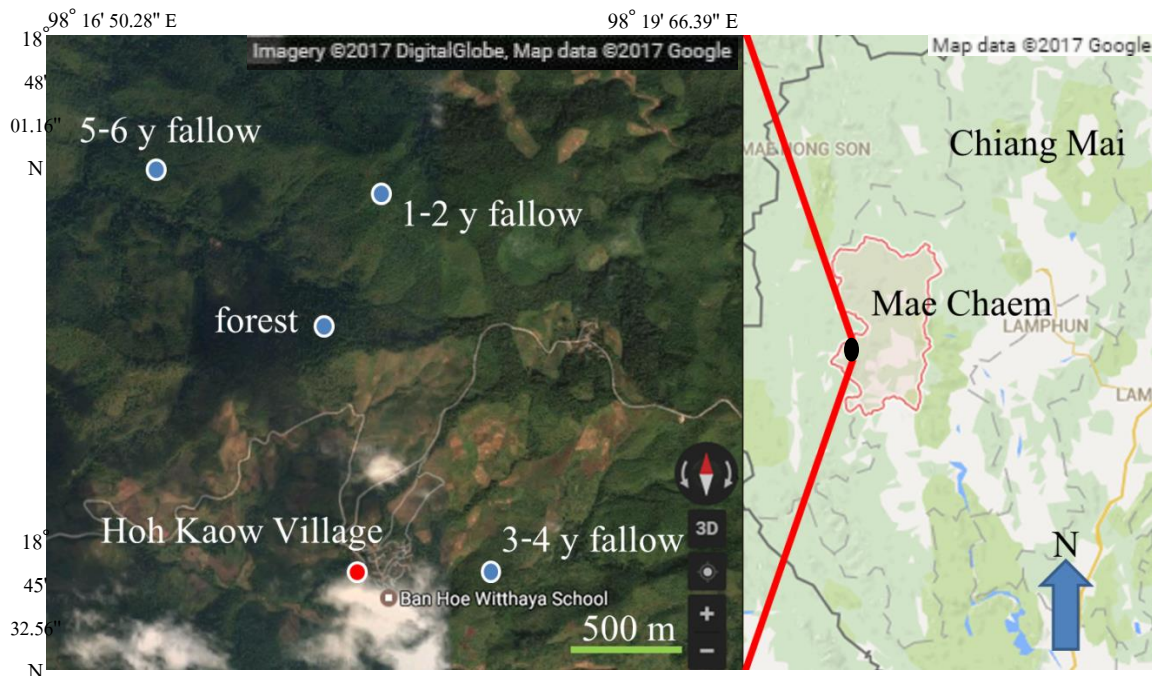 98° 16' 50.28" E
98° 19' 66.39" E
18°
48'
01.16"
N
Imagery ©2017 DigitalGlobe, Map data ©2017 Google
Map data ©2017 Google
5-6 y fallow
1-2 y fallow
forest
Hoh Kaow Village
3-4 y fallow
Ban Hoe Witthaya School
500 m
3D
+
−
18°
45'
32.56"
N
MAE HONG SON
Chiang Mai
Mae Chaem
LAMPHUN
LAM
N